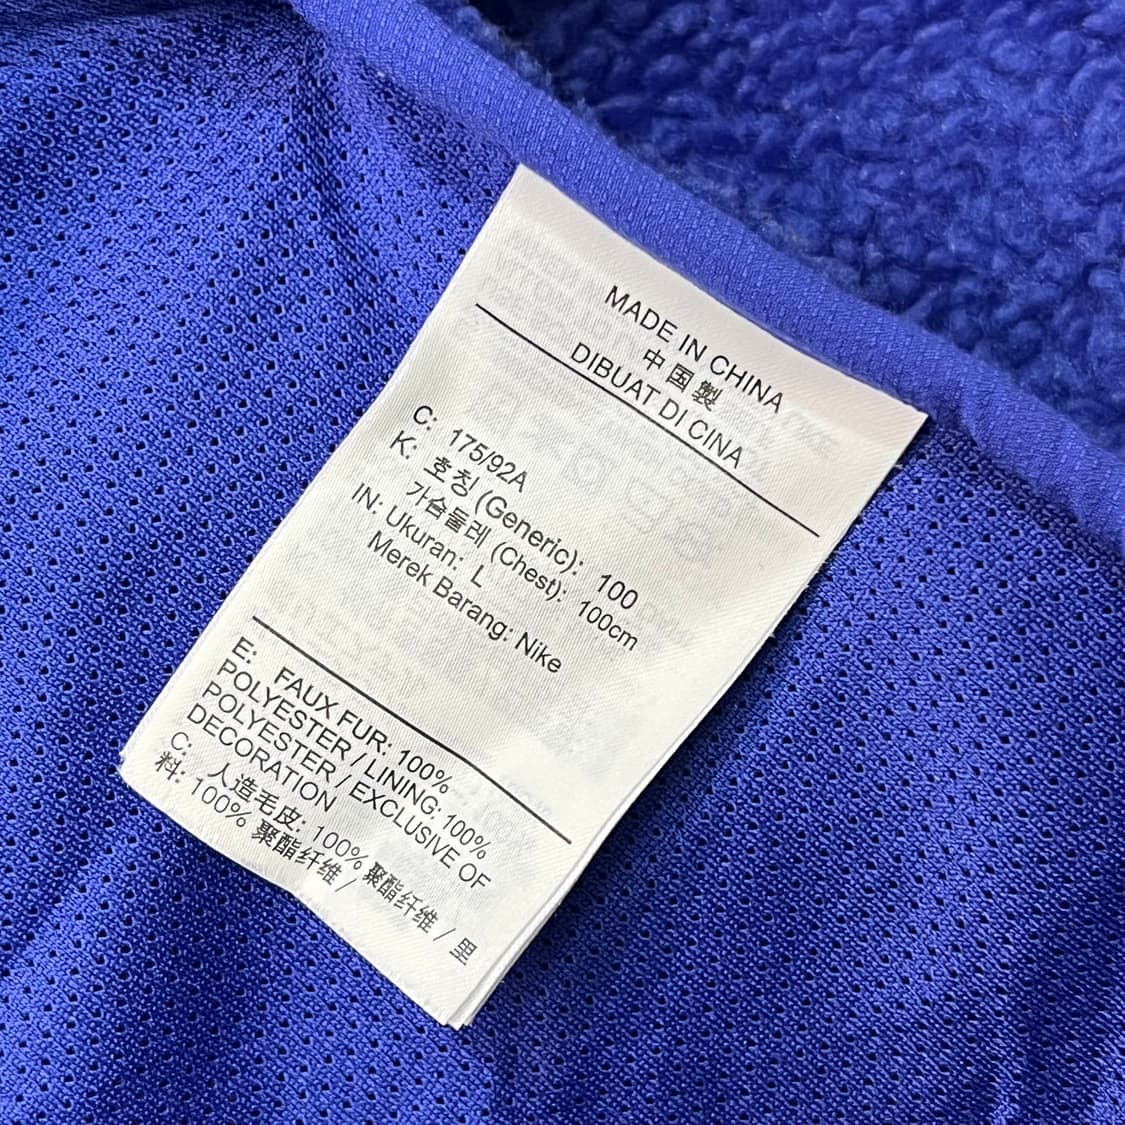 MADE IN CHINA
中国製
DIBUAT DI CINA
C: 175/92A
K: 호칭 (Generic): 100
가슴둘레 (Chest): 100cm
IN: Ukuran: L
Merek Barang: Nike
E: FAUX FUR: 100%
POLYESTER / LINING: 100%
POLYESTER / EXCLUSIVE OF
DECORATION
C: 人造毛皮: 100% 聚酯纤维 / 里
料: 100% 聚酯纤维 /